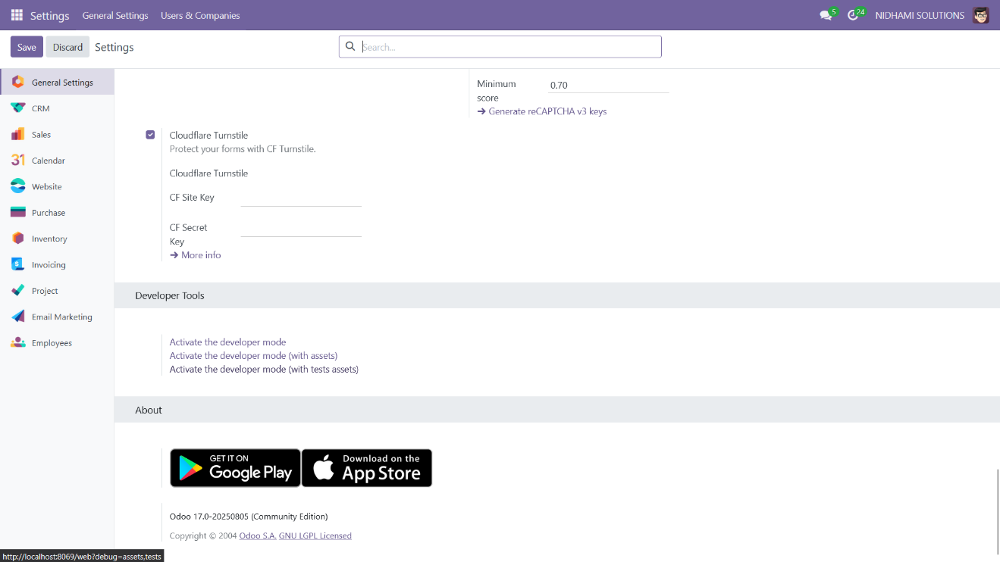 Settings General Settings Users & Companies 5 24 NIDHAMI SOLUTIONS
Save Discard Settings Search...
General Settings
CRM
Sales
31 Calendar
Website
Purchase
Inventory
$ Invoicing
Project
Email Marketing
Employees
Minimum
score
0.70
Generate reCAPTCHA v3 keys
Cloudflare Turnstile
Protect your forms with CF Turnstile.
Cloudflare Turnstile
CF Site Key
CF Secret
Key
More info
Developer Tools
Activate the developer mode
Activate the developer mode (with assets)
Activate the developer mode (with tests assets)
About
GET IT ON
Google Play
Download on the
App Store
Odoo 17.0-20250805 (Community Edition)
Copyright © 2004 Odoo S.A. GNU LGPL Licensed
http://localhost:8069/web?debug=assets,tests